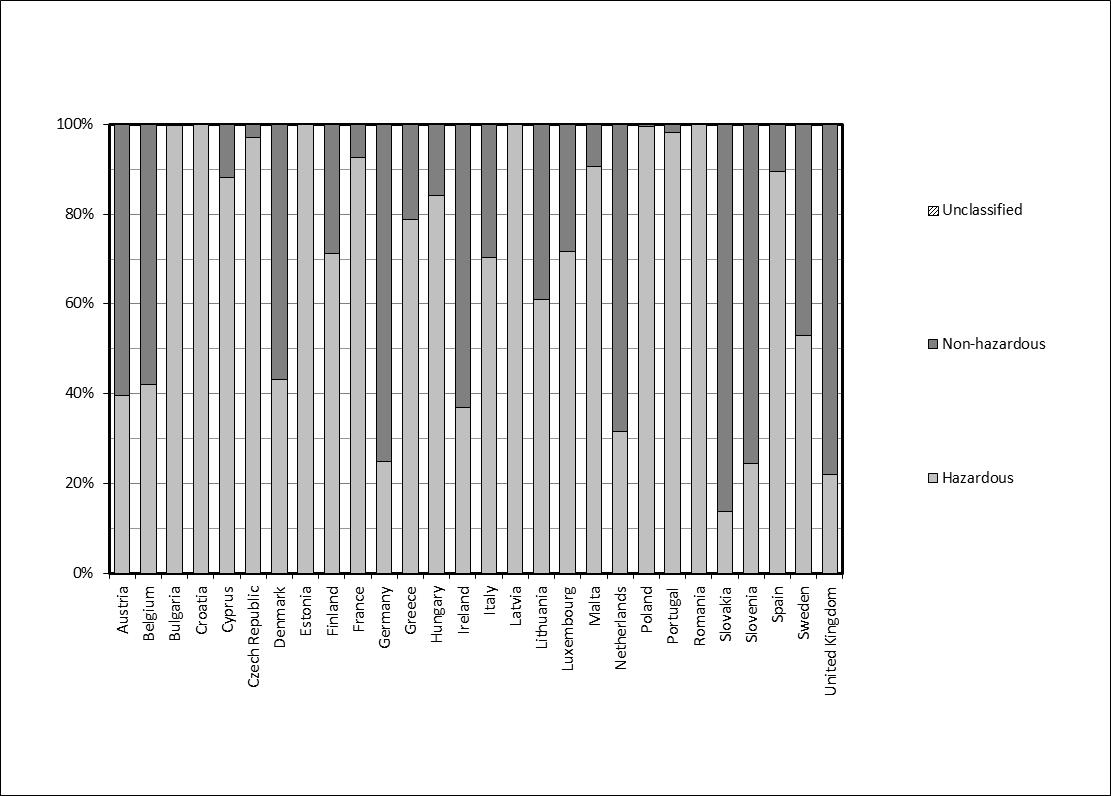 100%
80%
60%
40%
20%
0%
Austria
Belgium
Bulgaria
Croatia
Cyprus
Czech Republic
Denmark
Estonia
Finland
France
Germany
Greece
Hungary
Ireland
Italy
Latvia
Lithuania
Luxembourg
Malta
Netherlands
Poland
Portugal
Romania
Slovakia
Slovenia
Spain
Sweden
United Kingdom
Unclassified
Non-hazardous
Hazardous